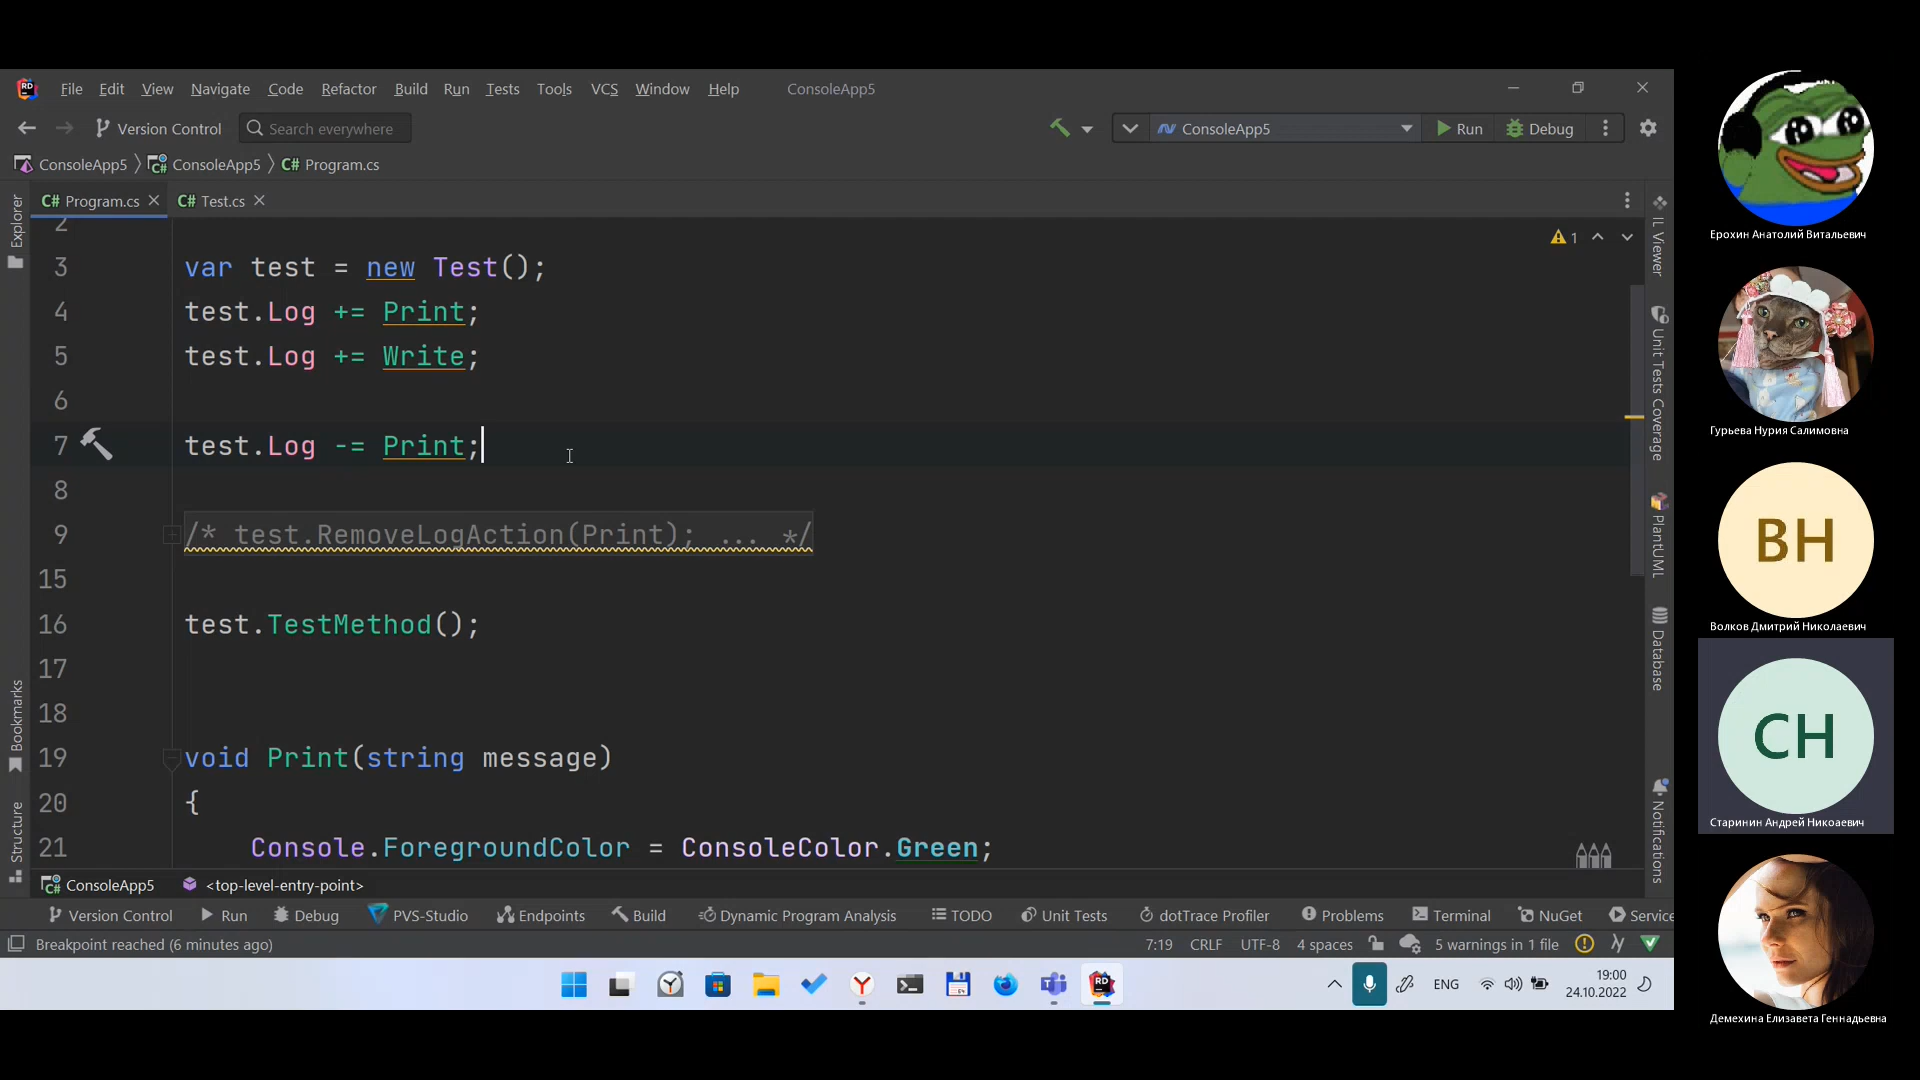 RD File Edit View Navigate Code Refactor Build Run Tests Tools VCS Window Help ConsoleApp5
Version Control Search everywhere ConsoleApp5 Run Debug
ConsoleApp5 ConsoleApp5 C# Program.cs
C# Program.cs C# Test.cs
2
1
3 var test = new Test();
4 test.Log += Print;
5 test.Log += Write;
6
7 test.Log -= Print;
8
9 /* test.RemoveLogAction(Print); ... */
15
16 test.TestMethod();
17
18
19 void Print(string message)
20 {
21 Console.ForegroundColor = ConsoleColor.Green;
Explorer
Bookmarks
Structure
IL Viewer
Unit Tests Coverage
PlantUML
Database
Notifications
ConsoleApp5 <top-level-entry-point>
Version Control Run Debug PVS-Studio Endpoints Build Dynamic Program Analysis TODO Unit Tests dotTrace Profiler Problems Terminal NuGet Service
Breakpoint reached (6 minutes ago) 7:19 CRLF UTF-8 4 spaces 5 warnings in 1 file
RD ENG 19:00
24.10.2022
Ерохин Анатолий Витальевич
Гурьева Нурия Салимовна
ВН
Волков Дмитрий Николаевич
СН
Старинин Андрей Никоаевич
Демехина Елизавета Геннадьевна